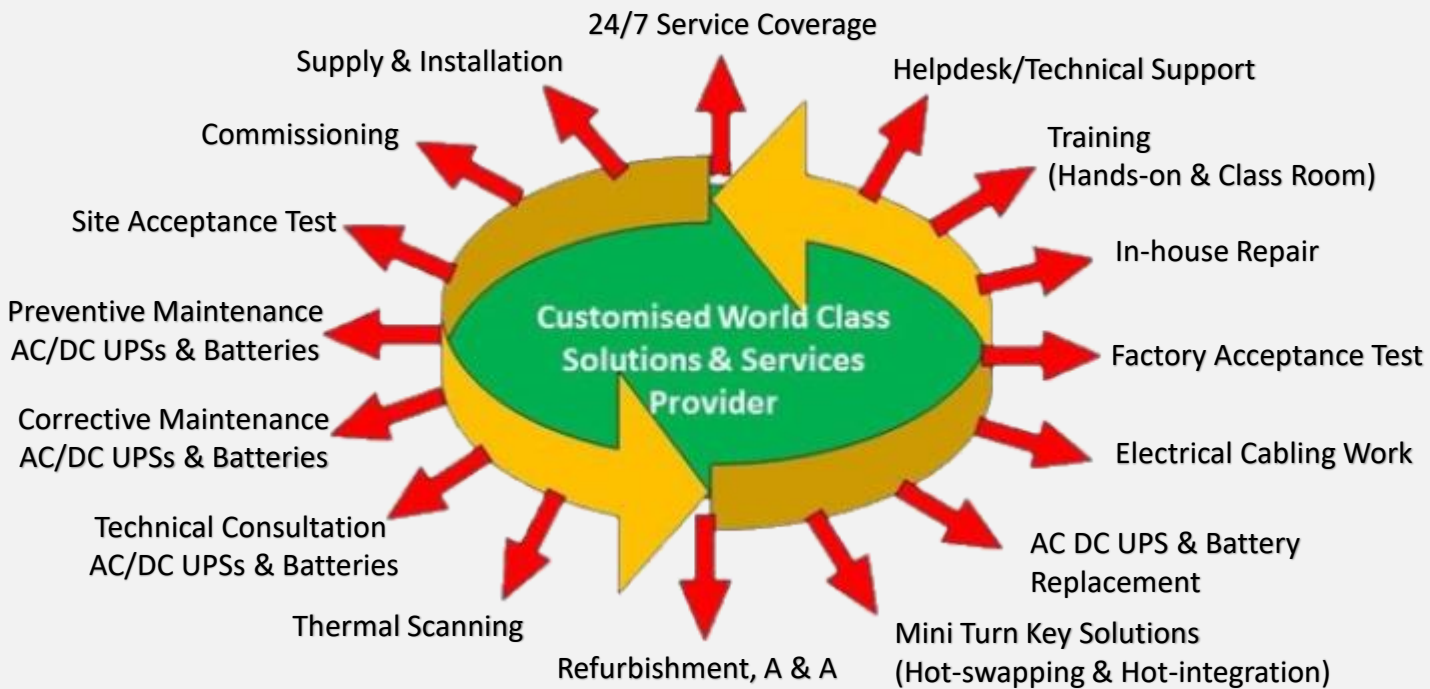 24/7 Service Coverage
Supply & Installation
Helpdesk/Technical Support
Commissioning
Training
(Hands-on & Class Room)
Site Acceptance Test
In-house Repair
Preventive Maintenance
AC/DC UPSs & Batteries
Customised World Class
Solutions & Services
Provider
Factory Acceptance Test
Corrective Maintenance
AC/DC UPSs & Batteries
Electrical Cabling Work
Technical Consultation
AC/DC UPSs & Batteries
AC DC UPS & Battery
Replacement
Thermal Scanning
Mini Turn Key Solutions
(Hot-swapping & Hot-integration)
Refurbishment, A & A